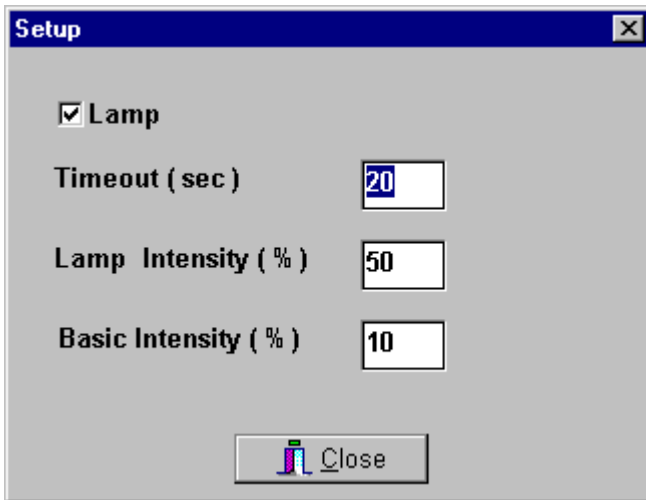 Setup
Lamp
Timeout ( sec ) 20
Lamp Intensity ( % ) 50
Basic Intensity ( % ) 10
Close